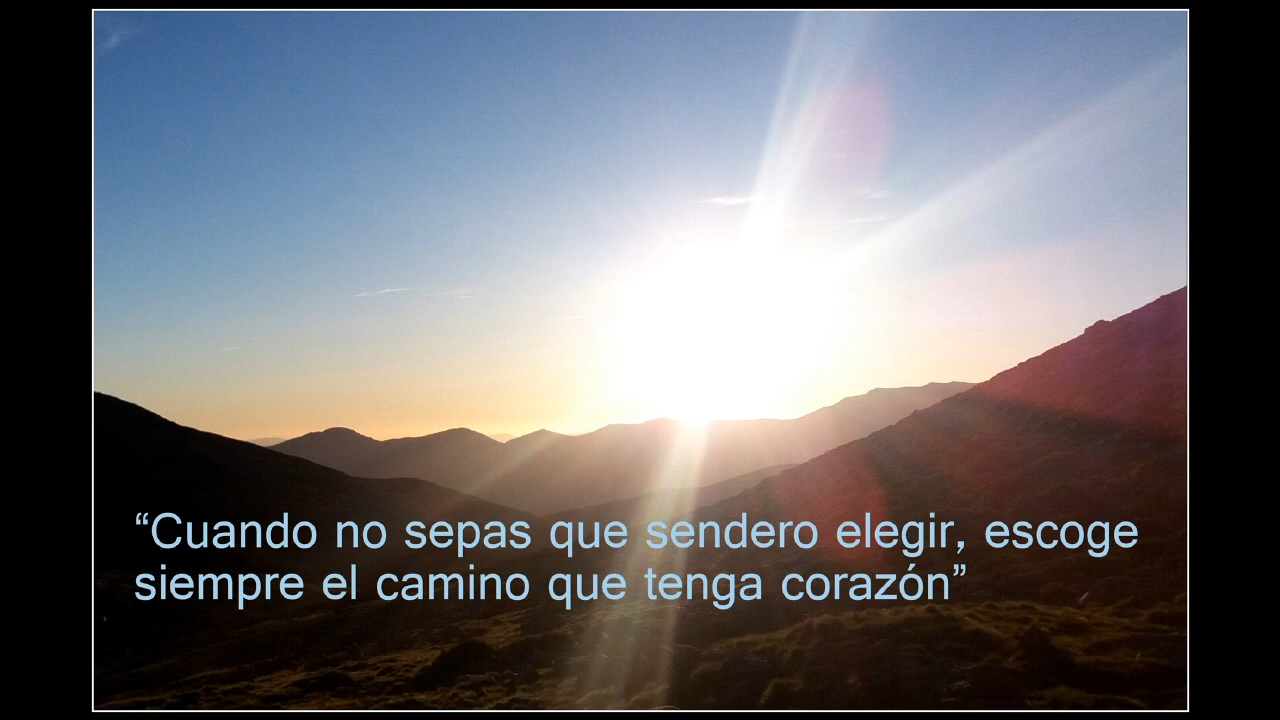 “Cuando no sepas que sendero elegir, escoge
siempre el camino que tenga corazón”